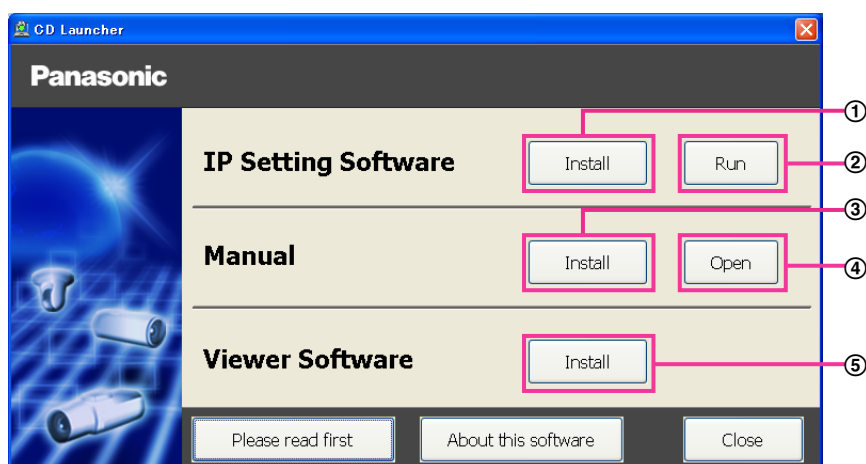 CD Launcher
Panasonic
①
IP Setting Software Install Run ②
③
Manual Install Open ④
Viewer Software Install ⑤
Please read first About this software Close